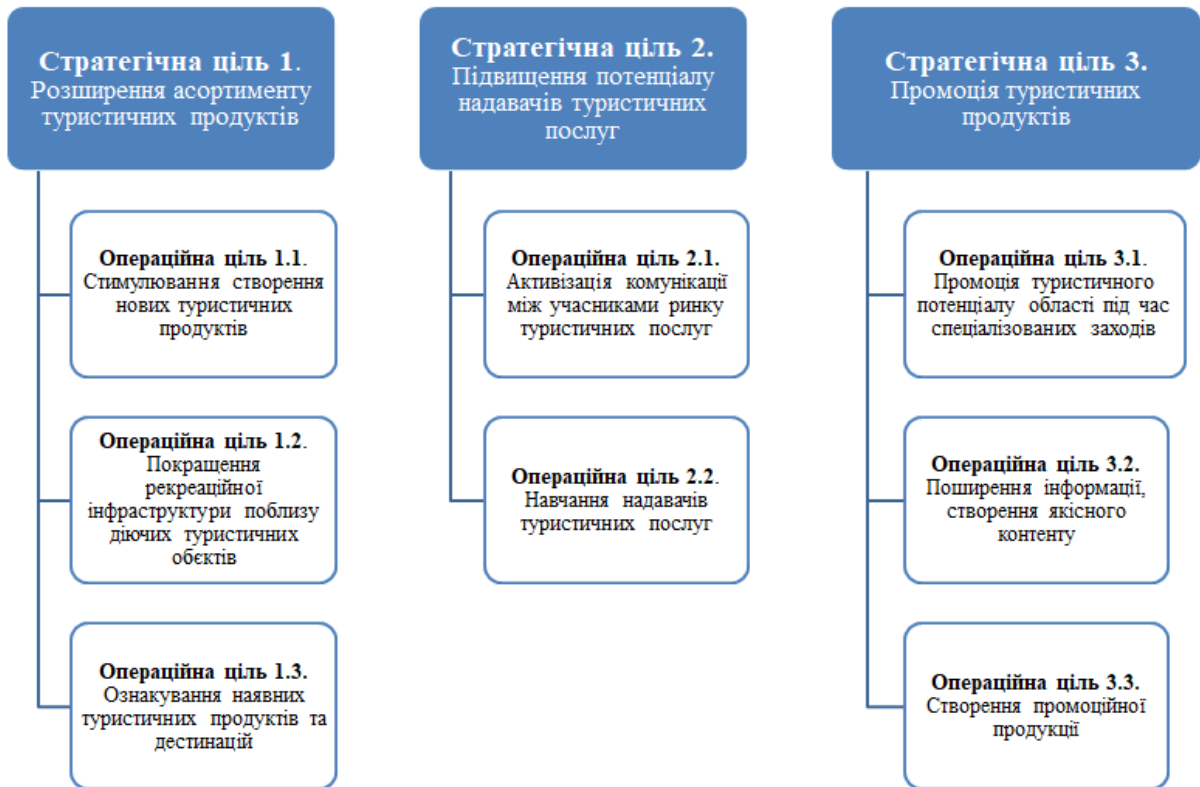 Стратегічна ціль 1.
Розширення асортименту
туристичних продуктів
Операційна ціль 1.1.
Стимулювання створення
нових туристичних
продуктів
Операційна ціль 1.2.
Покращення
рекреаційної
інфраструктури поблизу
діючих туристичних
обєктів
Операційна ціль 1.3.
Ознакування наявних
туристичних продуктів та
дестинацій
Стратегічна ціль 2.
Підвищення потенціалу
надавачів туристичних
послуг
Операційна ціль 2.1.
Активізація комунікації
між учасниками ринку
туристичних послуг
Операційна ціль 2.2.
Навчання надавачів
туристичних послуг
Стратегічна ціль 3.
Промоція туристичних
продуктів
Операційна ціль 3.1.
Промоція туристичного
потенціалу області під час
спеціалізованих заходів
Операційна ціль 3.2.
Поширення інформації,
створення якісного
контенту
Операційна ціль 3.3.
Створення промоційної
продукції